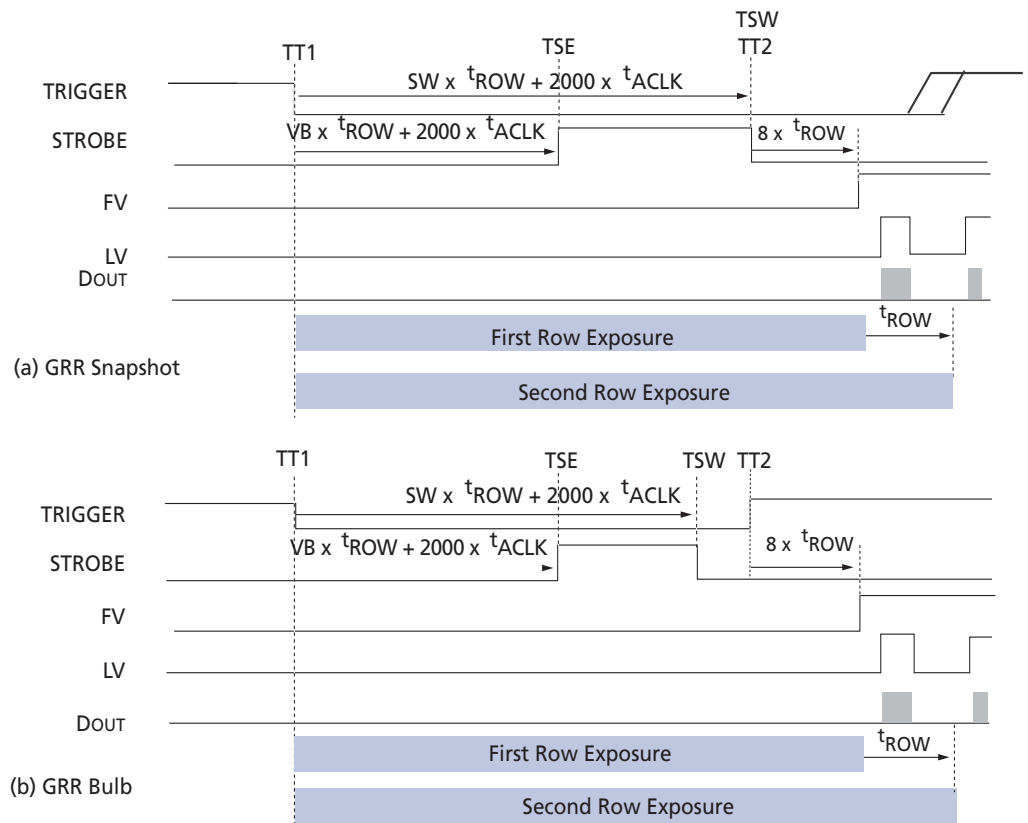 TSW
TT1 TSE TT2
TRIGGER SW x tROW + 2000 x tACLK
STROBE VB x tROW + 2000 x tACLK 8 x tROW
FV
LV
DOUT
First Row Exposure tROW
(a) GRR Snapshot
Second Row Exposure
TT1 TSE TSW TT2
SW x tROW + 2000 x tACLK
TRIGGER
VB x tROW + 2000 x tACLK 8 x tROW
STROBE
FV
LV
DOUT
First Row Exposure tROW
(b) GRR Bulb
Second Row Exposure